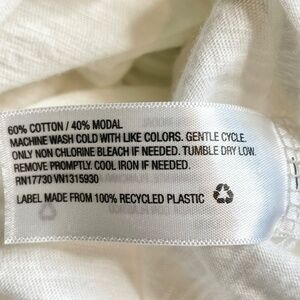 60% COTTON / 40% MODAL
MACHINE WASH COLD WITH LIKE COLORS. GENTLE CYCLE.
ONLY NON CHLORINE BLEACH IF NEEDED. TUMBLE DRY LOW.
REMOVE PROMPTLY. COOL IRON IF NEEDED.
RN17730 VN1315930
LABEL MADE FROM 100% RECYCLED PLASTIC